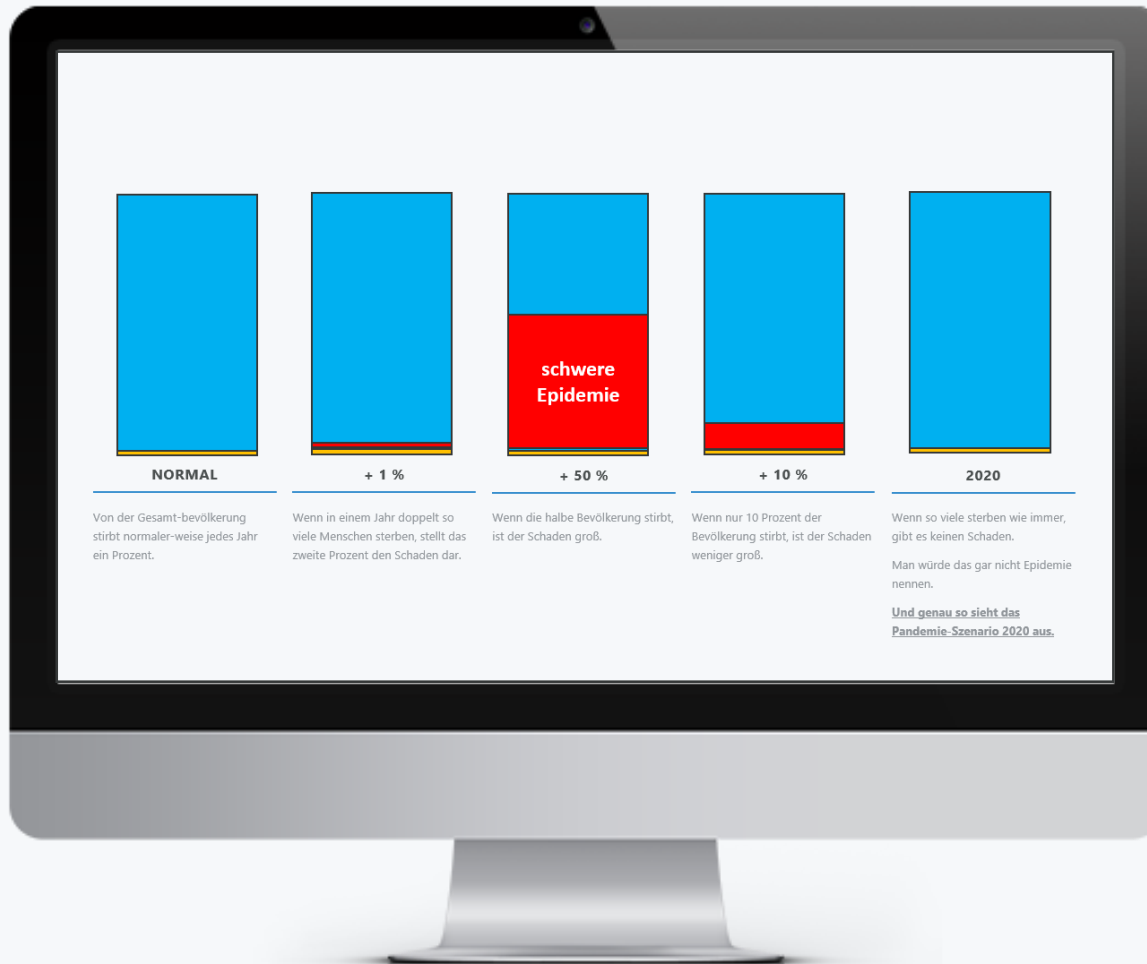 schwere
Epidemie
NORMAL
Von der Gesamt-bevölkerung
stirbt normaler-weise jedes Jahr
ein Prozent.
+ 1 %
Wenn in einem Jahr doppelt so
viele Menschen sterben, stellt das
zweite Prozent den Schaden dar.
+ 50 %
Wenn die halbe Bevölkerung stirbt,
ist der Schaden groß.
+ 10 %
Wenn nur 10 Prozent der
Bevölkerung stirbt, ist der Schaden
weniger groß.
2020
Wenn so viele sterben wie immer,
gibt es keinen Schaden.
Man würde das gar nicht Epidemie
nennen.
Und genau so sieht das
Pandemie-Szenario 2020 aus.